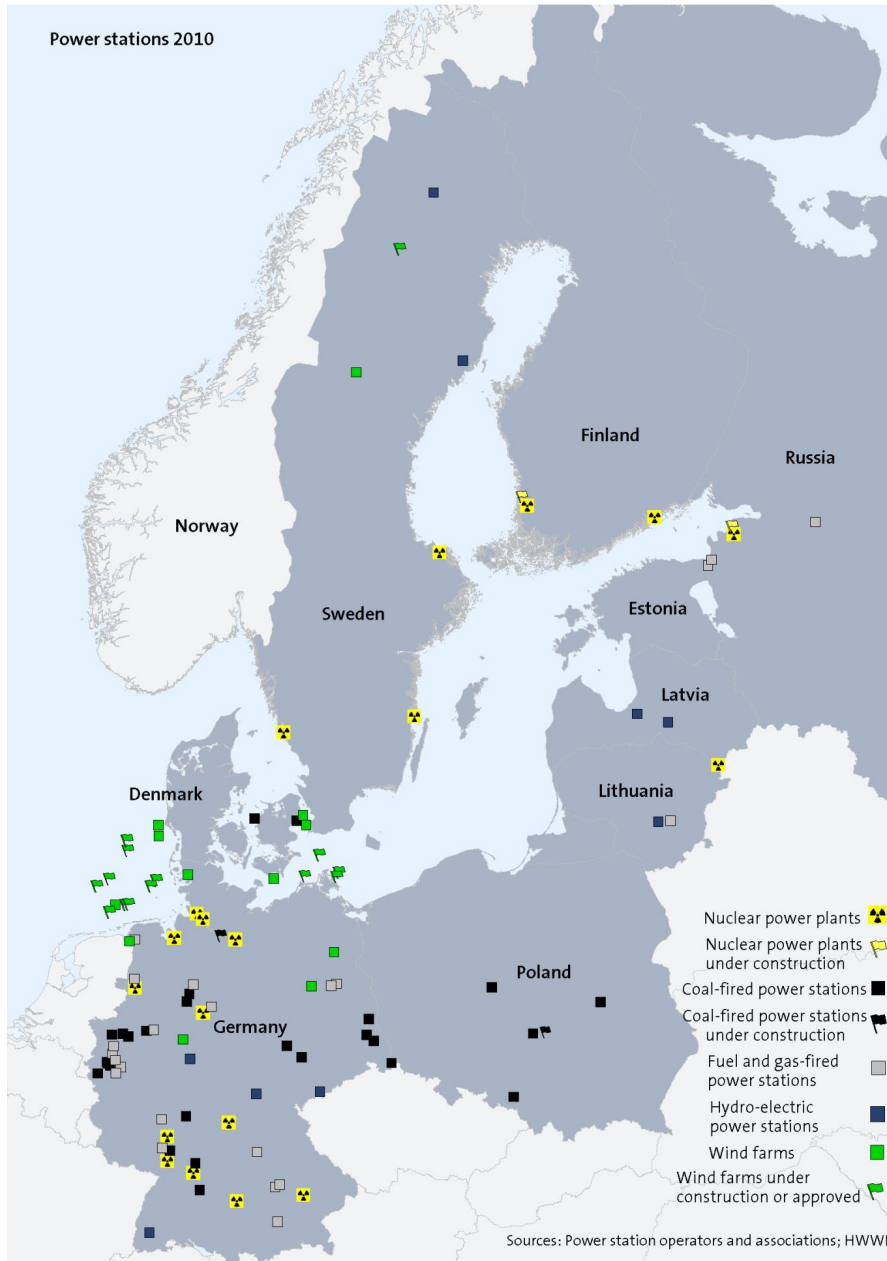 Power stations 2010
Finland
Russia
Norway
Sweden
Estonia
Latvia
Denmark
Lithuania
Poland
Germany
Nuclear power plants
Nuclear power plants
under construction
Coal-fired power stations
Coal-fired power stations
under construction
Fuel and gas-fired
power stations
Hydro-electric
power stations
Wind farms
Wind farms under
construction or approved
Sources: Power station operators and associations; HWWI